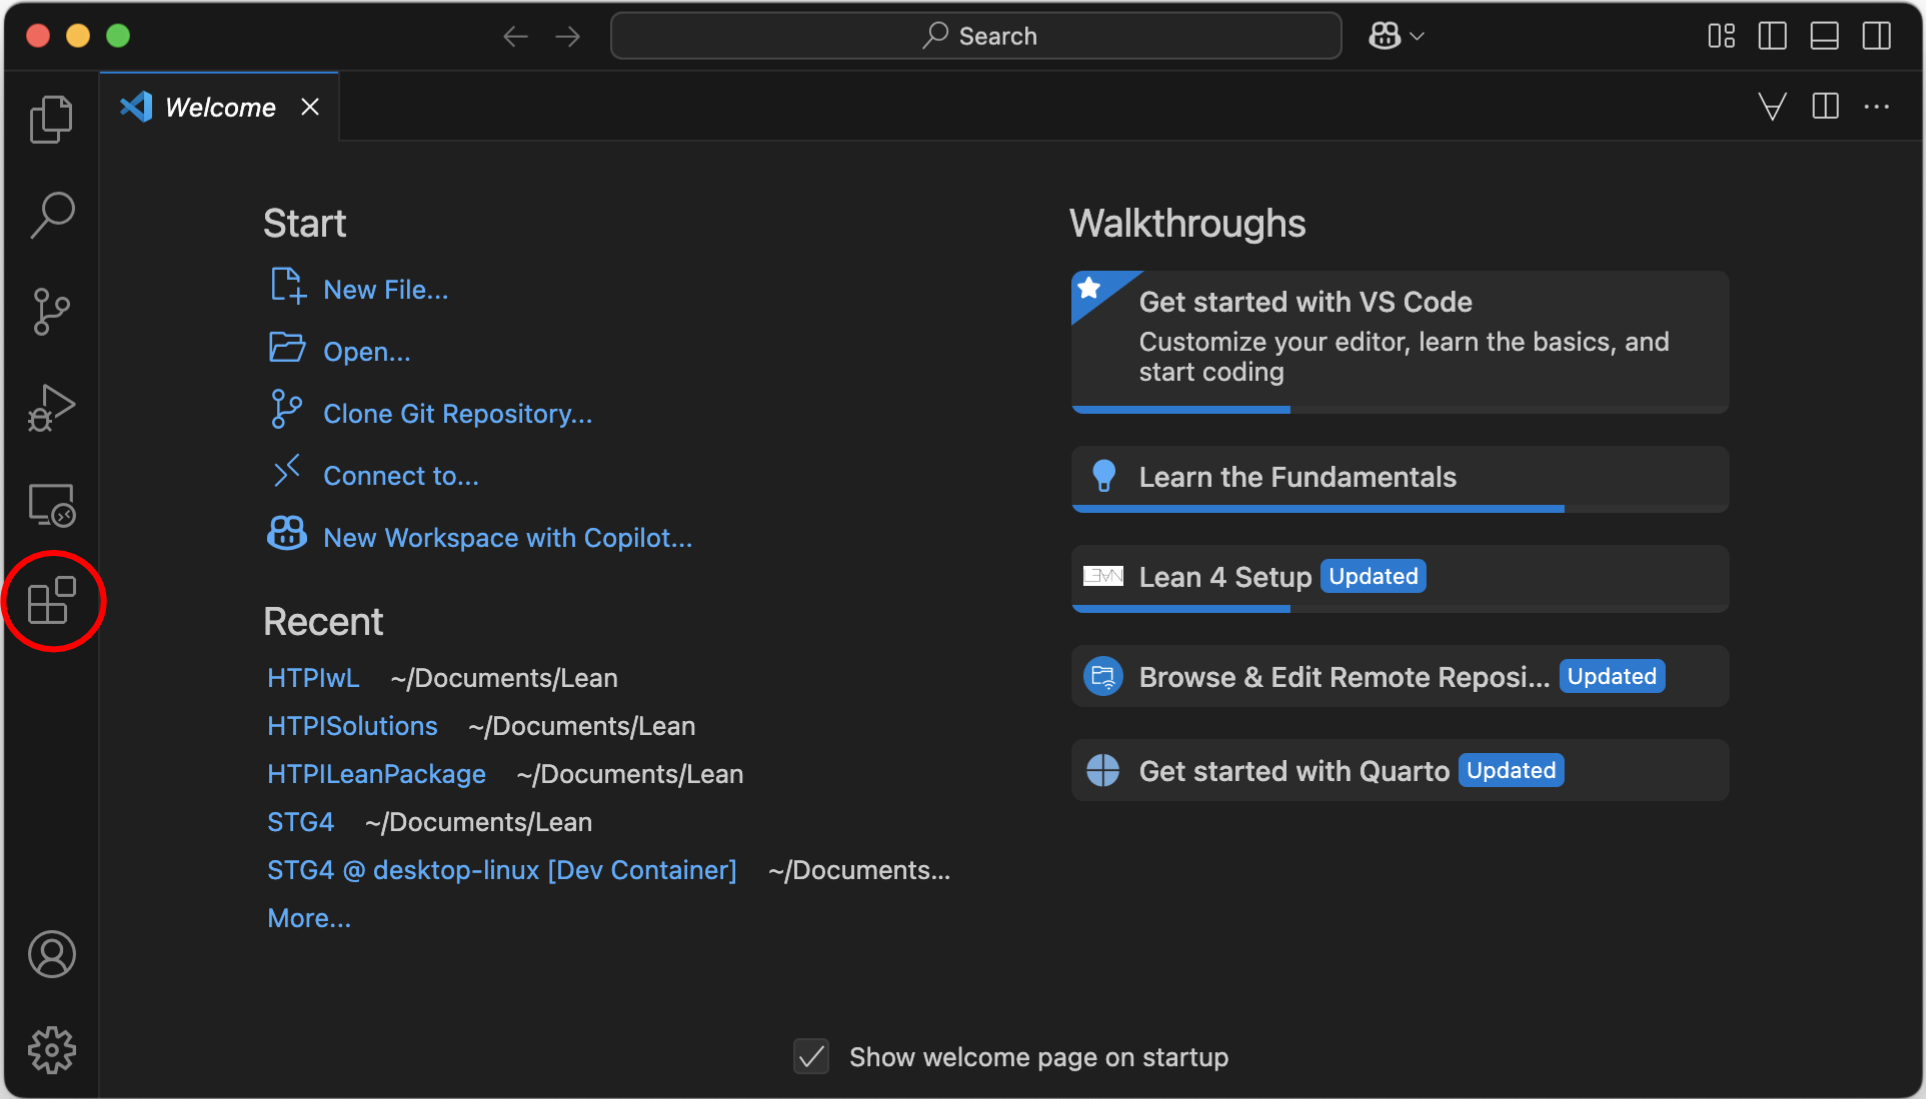 Search
Welcome
Start
New File...
Open...
Clone Git Repository...
Connect to...
New Workspace with Copilot...
Recent
HTPIwL ~/Documents/Lean
HTPISolutions ~/Documents/Lean
HTPILeanPackage ~/Documents/Lean
STG4 ~/Documents/Lean
STG4 @ desktop-linux [Dev Container] ~/Documents...
More...
Walkthroughs
Get started with VS Code
Customize your editor, learn the basics, and
start coding
Learn the Fundamentals
L∃∀N Lean 4 Setup Updated
Browse & Edit Remote Reposi... Updated
Get started with Quarto Updated
Show welcome page on startup